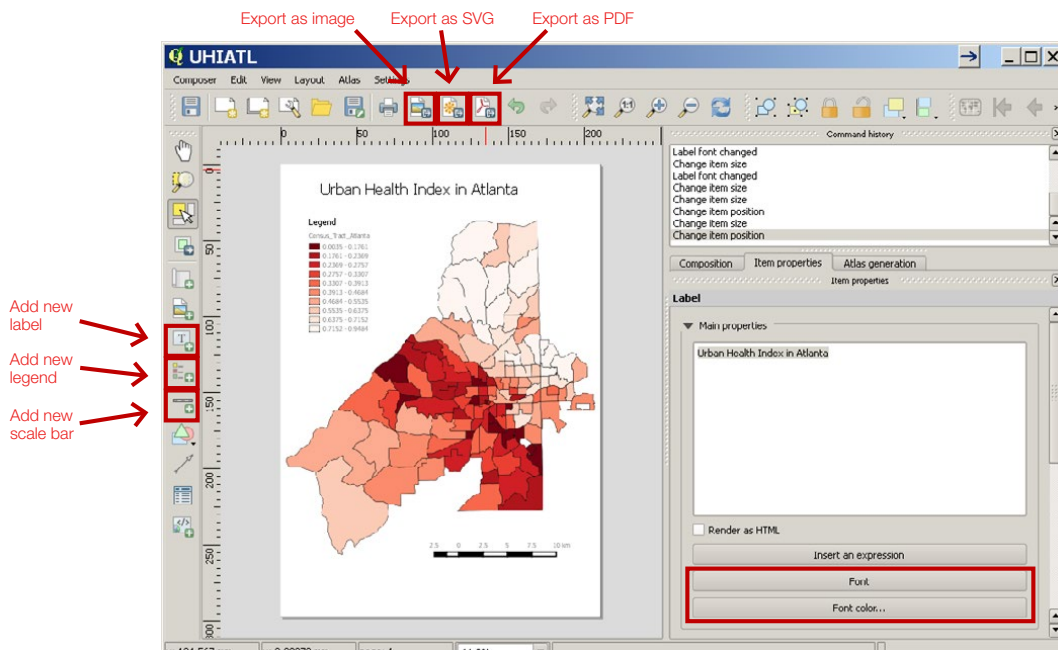 Export as image Export as SVG Export as PDF
UHIATL
Composer Edit View Layout Atlas Settings
0 50 100 150 200
Command history
Label font changed
Change item size
Label font changed
Change item size
Change item size
Change item position
Change item size
Change item position
Composition Item properties Atlas generation
Item properties
Label
Main properties
Urban Health Index in Atlanta
Render as HTML
Insert an expression
Font
Font color...
Add new
label
Add new
legend
Add new
scale bar
0
50
100
150
200
250
300
Urban Health Index in Atlanta
Legend
Census_Tract_Atlanta
0.0035 - 0.1761
0.1761 - 0.2369
0.2369 - 0.2757
0.2757 - 0.3307
0.3307 - 0.3913
0.3913 - 0.4684
0.4684 - 0.5535
0.5535 - 0.6375
0.6375 - 0.7152
0.7152 - 0.9484
2.5 0 2.5 5 7.5 10 km